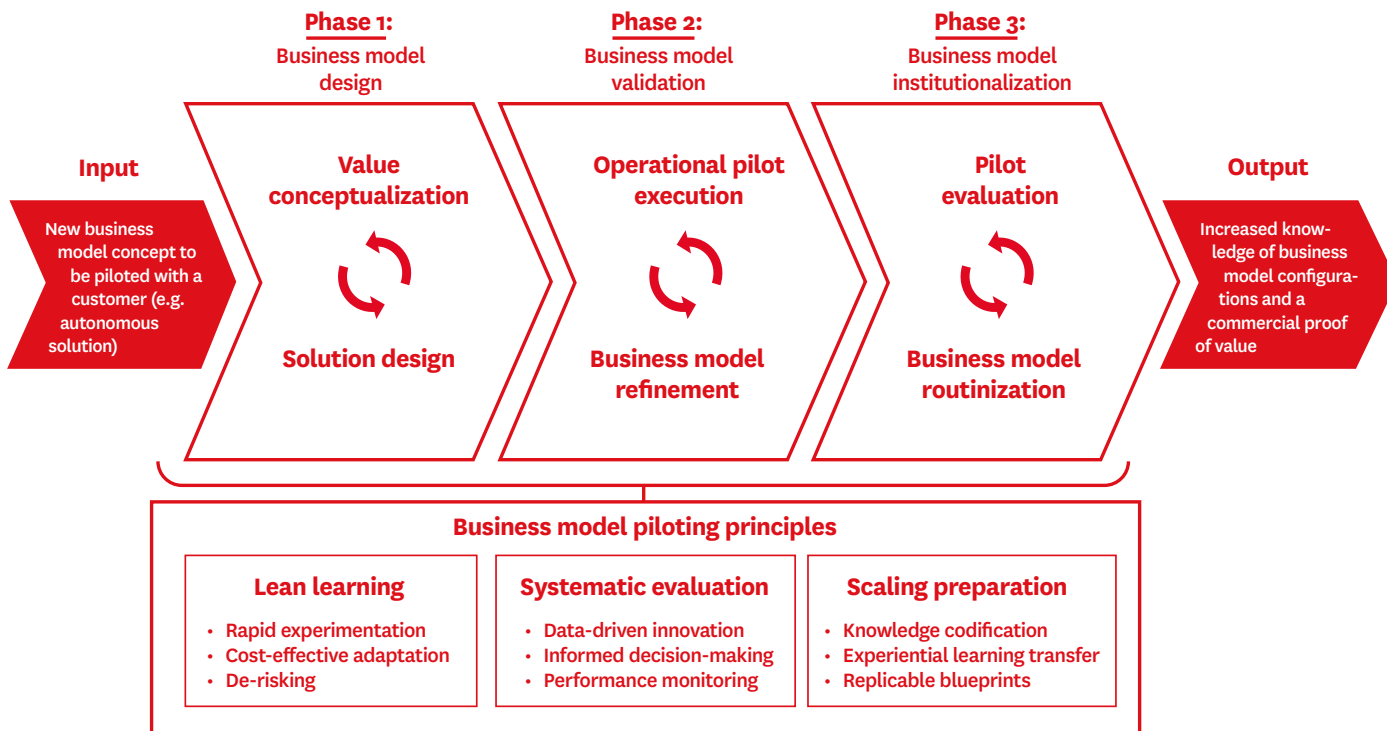 Phase 1:
Business model
design
Phase 2:
Business model
validation
Phase 3:
Business model
institutionalization
Input
New business
model concept to
be piloted with a
customer (e.g.
autonomous
solution)
Value
conceptualization
Solution design
Operational pilot
execution
Business model
refinement
Pilot
evaluation
Business model
routinization
Output
Increased know-
ledge of business
model configura-
tions and a
commercial proof
of value
Business model piloting principles
Lean learning
• Rapid experimentation
• Cost-effective adaptation
• De-risking
Systematic evaluation
• Data-driven innovation
• Informed decision-making
• Performance monitoring
Scaling preparation
• Knowledge codification
• Experiential learning transfer
• Replicable blueprints